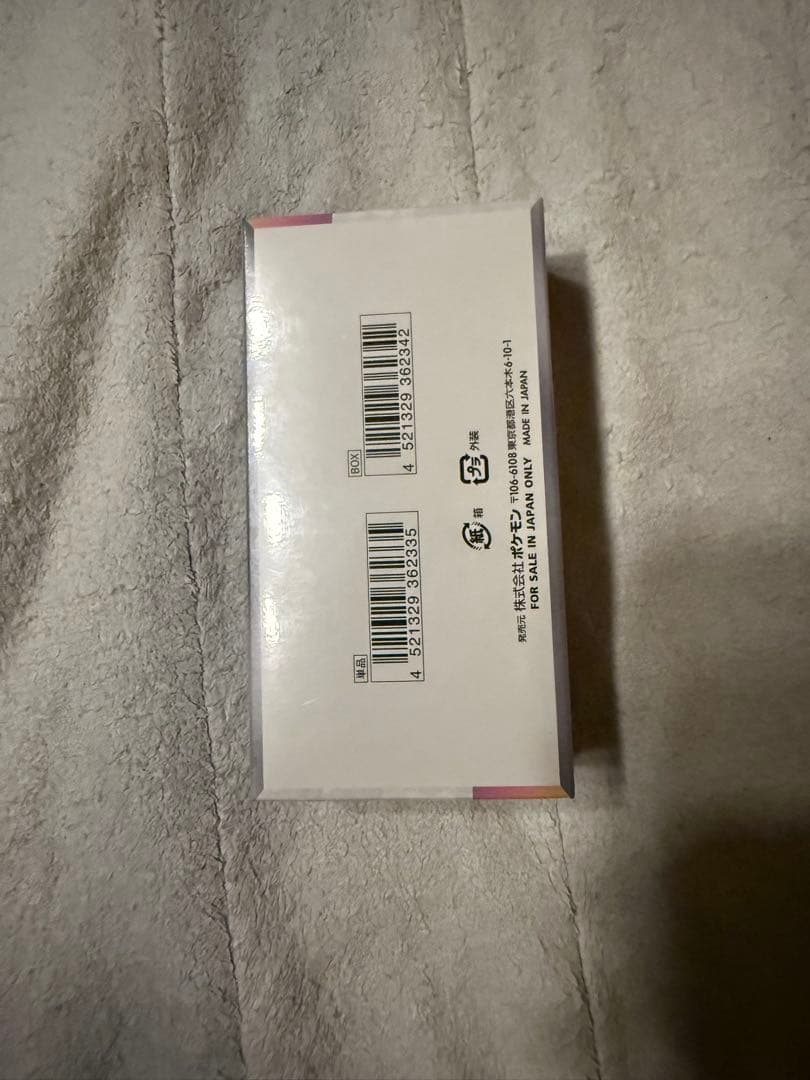 単品
4 521329 362335
BOX
4 521329 362342
紙 箱
プラ 外装
発売元 株式会社 ポケモン 〒106-6108 東京都港区六本木6-10-1
FOR SALE IN JAPAN ONLY MADE IN JAPAN